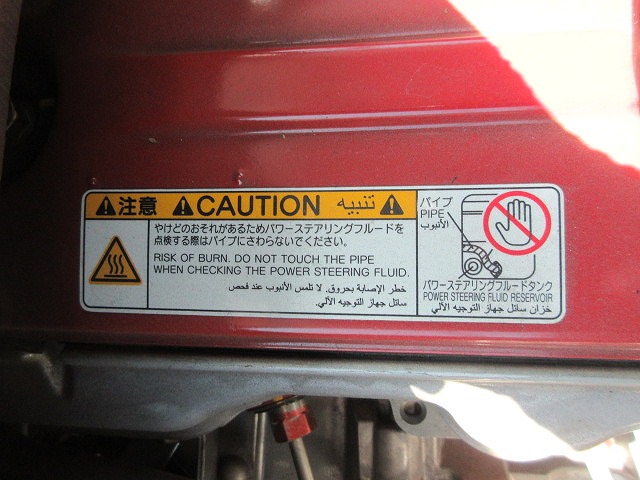 注意 CAUTION تنبيه
やけどのおそれがあるためパワーステアリングフルードを
点検する際はパイプにさわらないでください。
RISK OF BURN. DO NOT TOUCH THE PIPE
WHEN CHECKING THE POWER STEERING FLUID.
خطر الإصابة بحروق. لا تلمس الأنبوب عند فحص
سائل جهاز التوجيه الآلي.
パイプ
PIPE
الأنبوب
パワーステアリングフルードタンク
POWER STEERING FLUID RESERVOIR
خزان سائل جهاز التوجيه الآلي